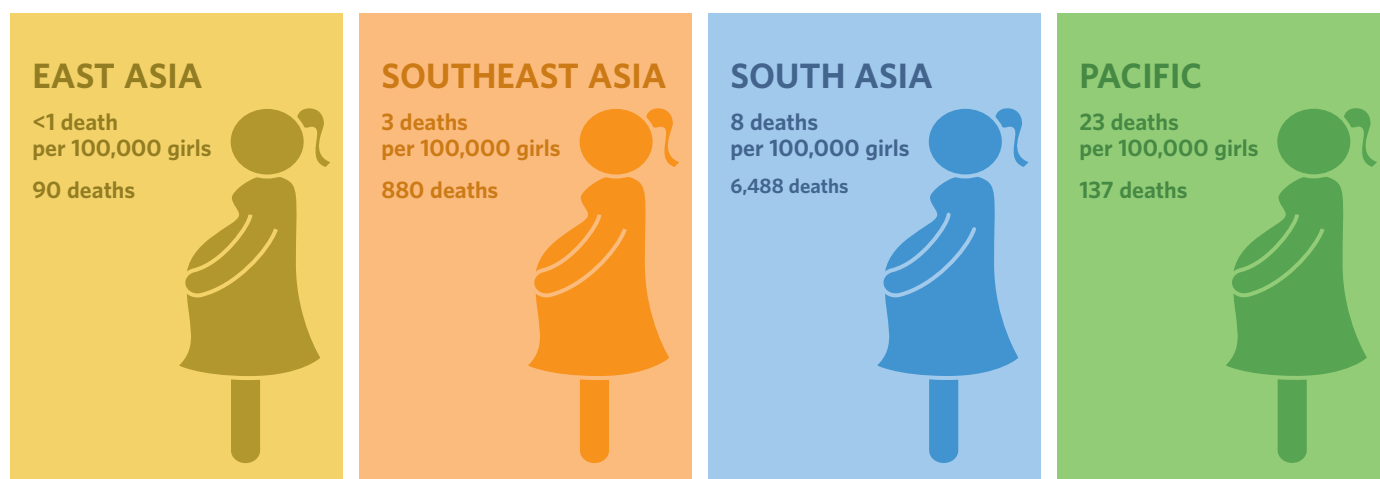 EAST ASIA
<1 death
per 100,000 girls
90 deaths
SOUTHEAST ASIA
3 deaths
per 100,000 girls
880 deaths
SOUTH ASIA
8 deaths
per 100,000 girls
6,488 deaths
PACIFIC
23 deaths
per 100,000 girls
137 deaths